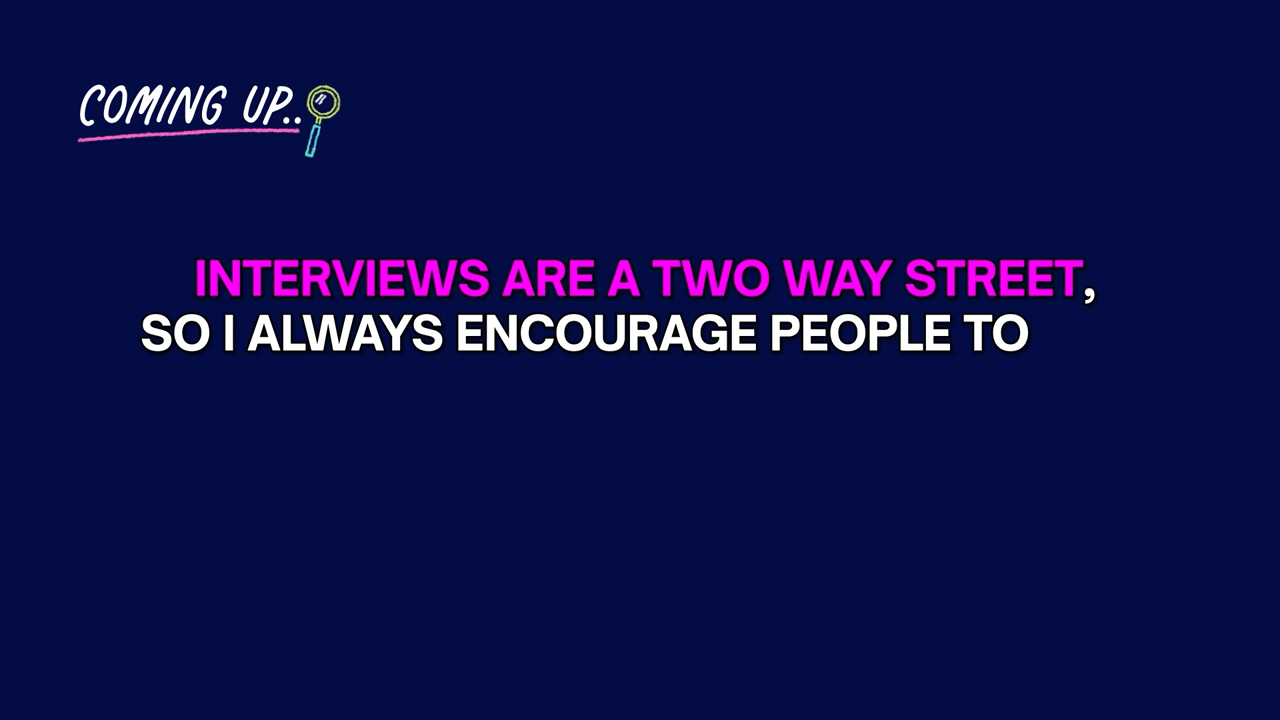 COMING UP..
INTERVIEWS ARE A TWO WAY STREET,
SO I ALWAYS ENCOURAGE PEOPLE TO